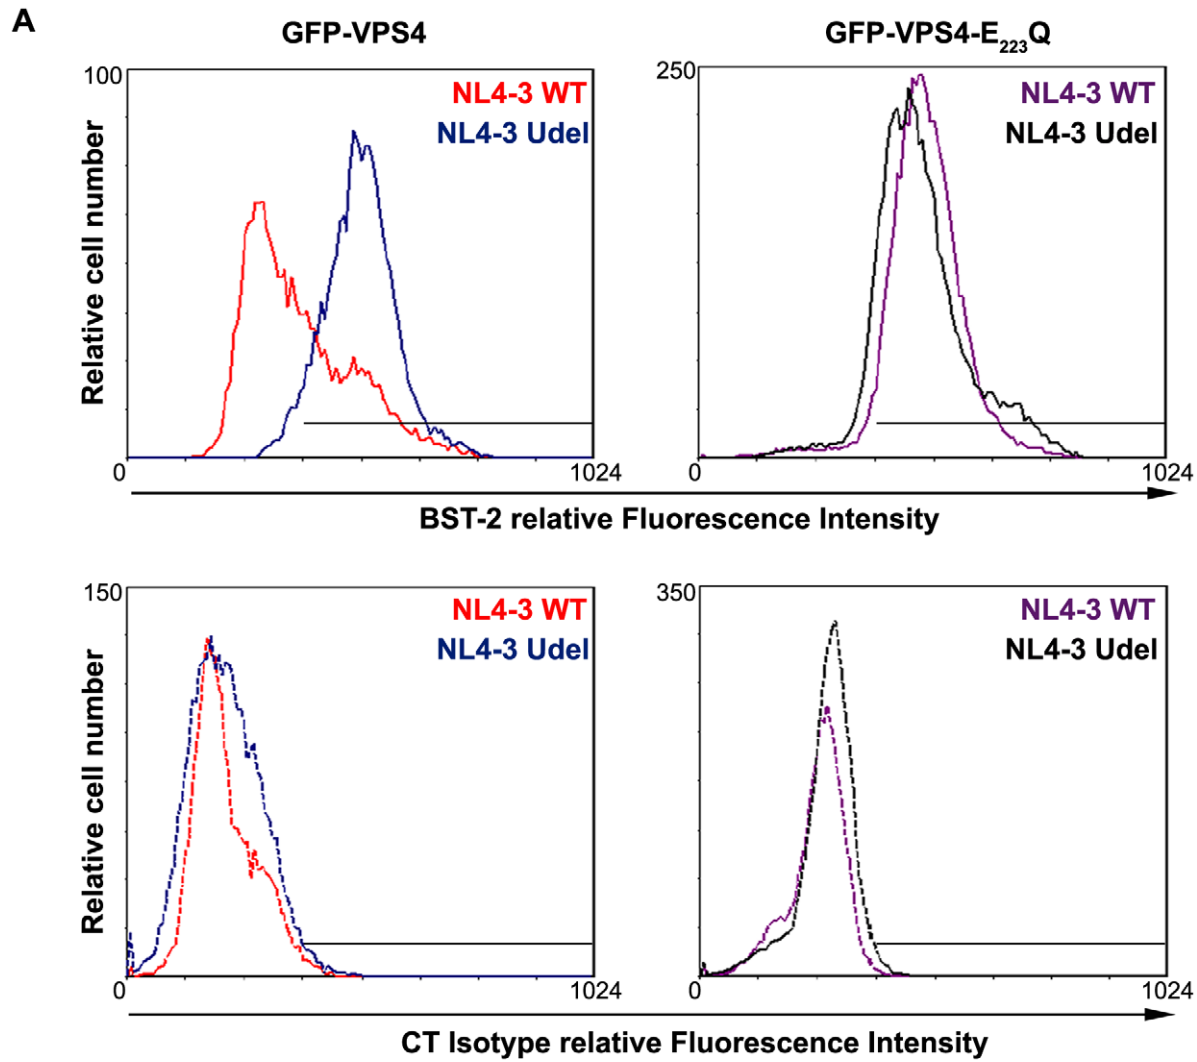 A
GFP-VPS4
GFP-VPS4-E223Q
100
NL4-3 WT
NL4-3 Udel
Relative cell number
0
1024
250
NL4-3 WT
NL4-3 Udel
0
1024
BST-2 relative Fluorescence Intensity
150
NL4-3 WT
NL4-3 Udel
Relative cell number
0
1024
350
NL4-3 WT
NL4-3 Udel
0
1024
CT Isotype relative Fluorescence Intensity